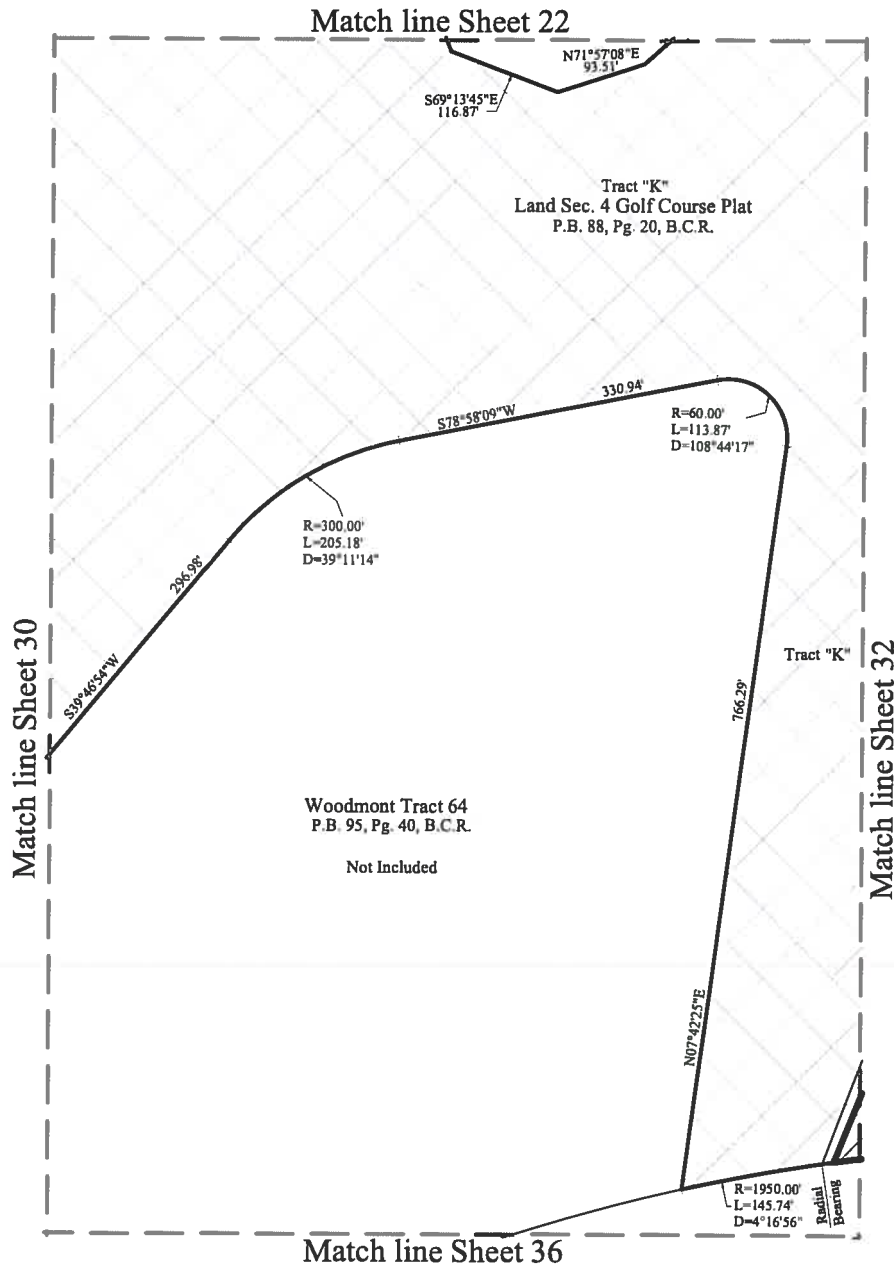 Match line Sheet 22
N71°57'08"E
93.51'
S69°13'45"E
116.87'
Tract "K"
Land Sec. 4 Golf Course Plat
P.B. 88, Pg. 20, B.C.R.
330.94'
S78°58'09"W
R=60.00'
L=113.87'
D=108°44'17"
R=300.00'
L=205.18'
D=39°11'14"
296.98'
S39°46'54"W
Match line Sheet 30
Tract "K"
766.29'
Match line Sheet 32
Woodmont Tract 64
P.B. 95, Pg. 40, B.C.R.
Not Included
N07°42'25"E
R=1950.00'
L=145.74'
D=4°16'56"
Radial
Bearing
Match line Sheet 36